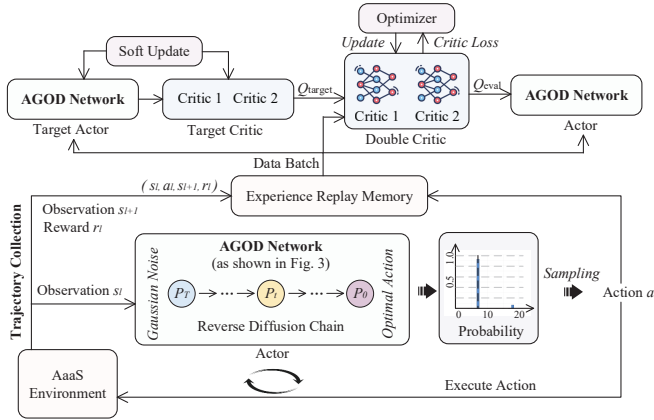 Optimizer
Soft Update
Update
Critic Loss
AGOD Network
Critic 1 Critic 2
Qtarget
Critic 1 Critic 2
Qeval
AGOD Network
Target Actor
Target Critic
Double Critic
Actor
Data Batch
(sl, al, sl+1, rl)
Experience Replay Memory
Observation sl+1
Reward rl
Trajectory Collection
AGOD Network
(as shown in Fig. 3)
Gaussian Noise
PT
···
Pt
···
P0
Optimal Action
Reverse Diffusion Chain
Observation sl
1.0
0.5
0 10 20
Probability
Sampling
Action a
Actor
AaaS
Environment
Execute Action